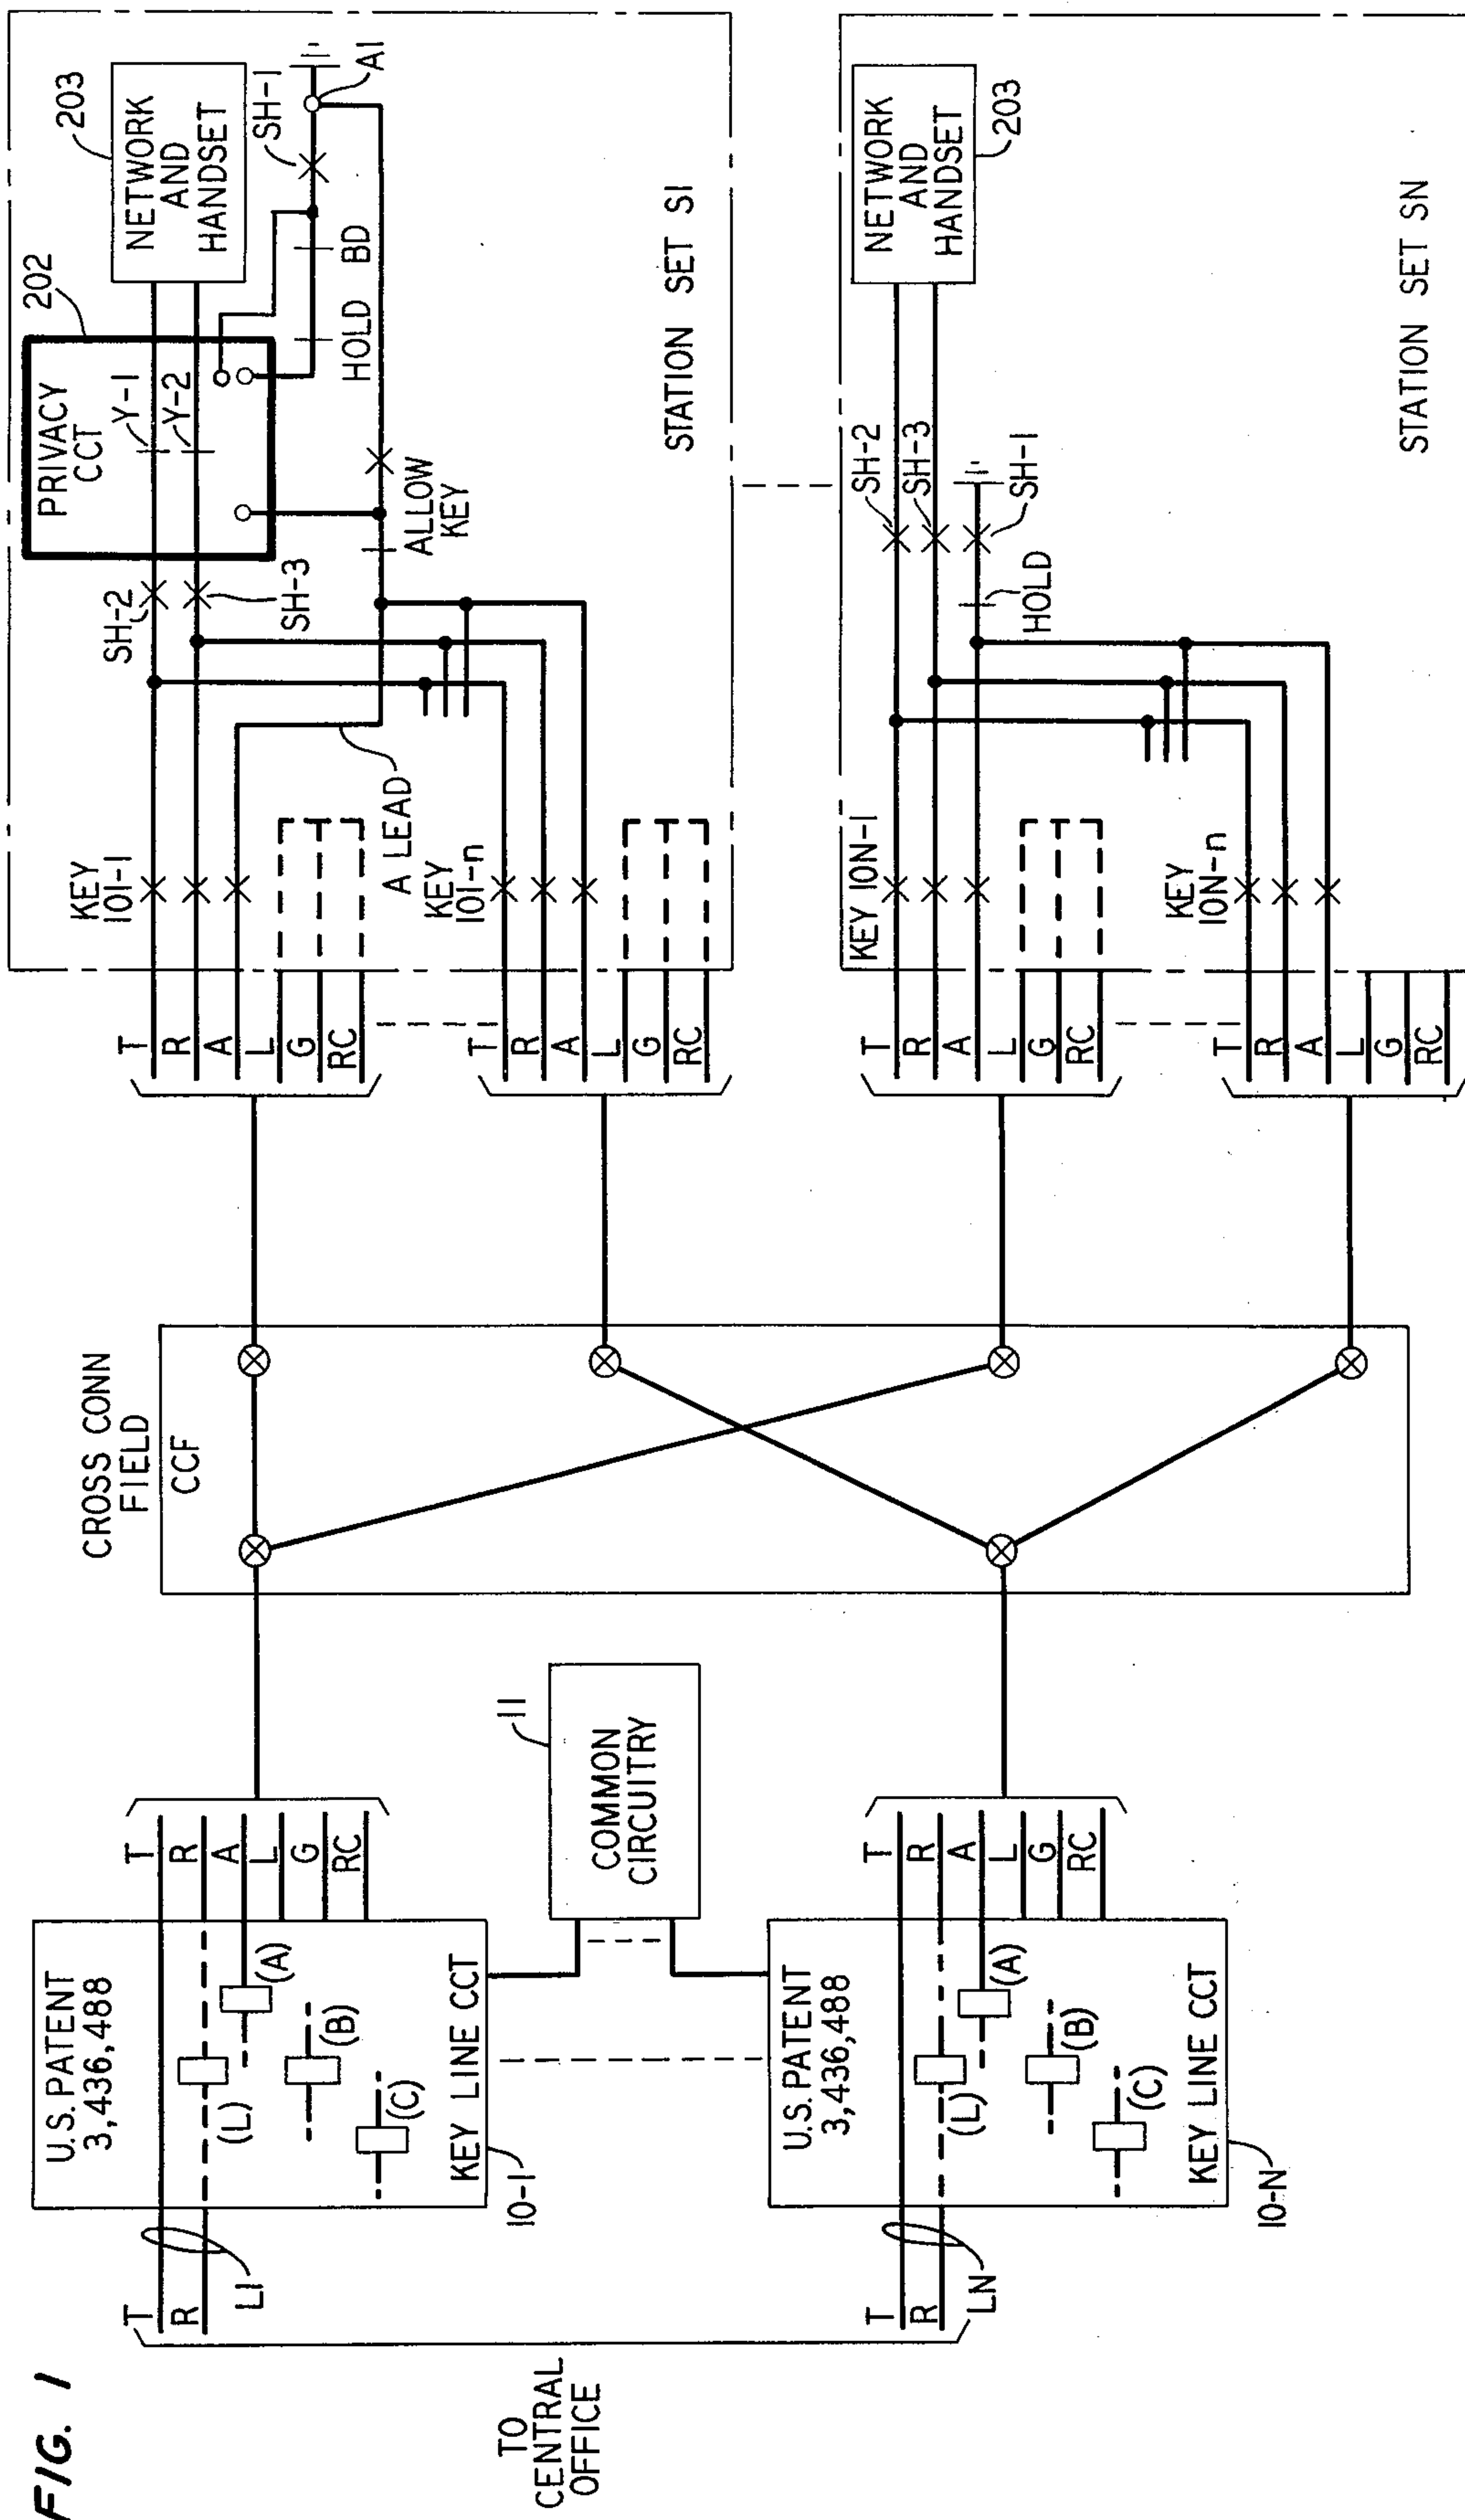 FIG. 1
TO
CENTRAL
OFFICE
T
R
L1
U.S. PATENT
3,436,488
(L)
(A)
(B)
(C)
KEY LINE CCT
10-1
T
R
A
L
G
RC
11
COMMON
CIRCUITRY
T
R
LN
U.S. PATENT
3,436,488
(L)
(A)
(B)
(C)
KEY LINE CCT
10-N
T
R
A
L
G
RC
CROSS CONN
FIELD
CCF
T
R
A
L
G
RC
T
R
A
L
G
RC
KEY
101-1
A LEAD
KEY
101-n
SH-2
SH-3
PRIVACY
CCT
202
Y-1
Y-2
ALLOW
KEY
HOLD
BD
SH-1
A1
NETWORK
AND
HANDSET
203
STATION SET S1
T
R
A
L
G
RC
T
R
A
L
G
RC
KEY 10N-1
KEY
10N-n
HOLD
SH-2
SH-3
SH-1
NETWORK
AND
HANDSET
203
STATION SET SN